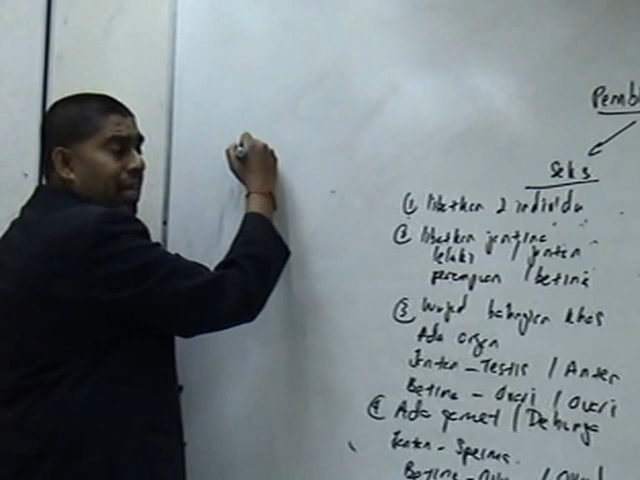 Pemb
Seks
① libatkan 2 individu
② libatkan jantina
lelaki / jantan
perempuan / betina
③ Wujud bahagian khas
Ada organ
Jantan - Testis / Anter
Betina - Ovari / Ovari
④ Ada gamet / Debunga
Jantan - Sperma
Betina -